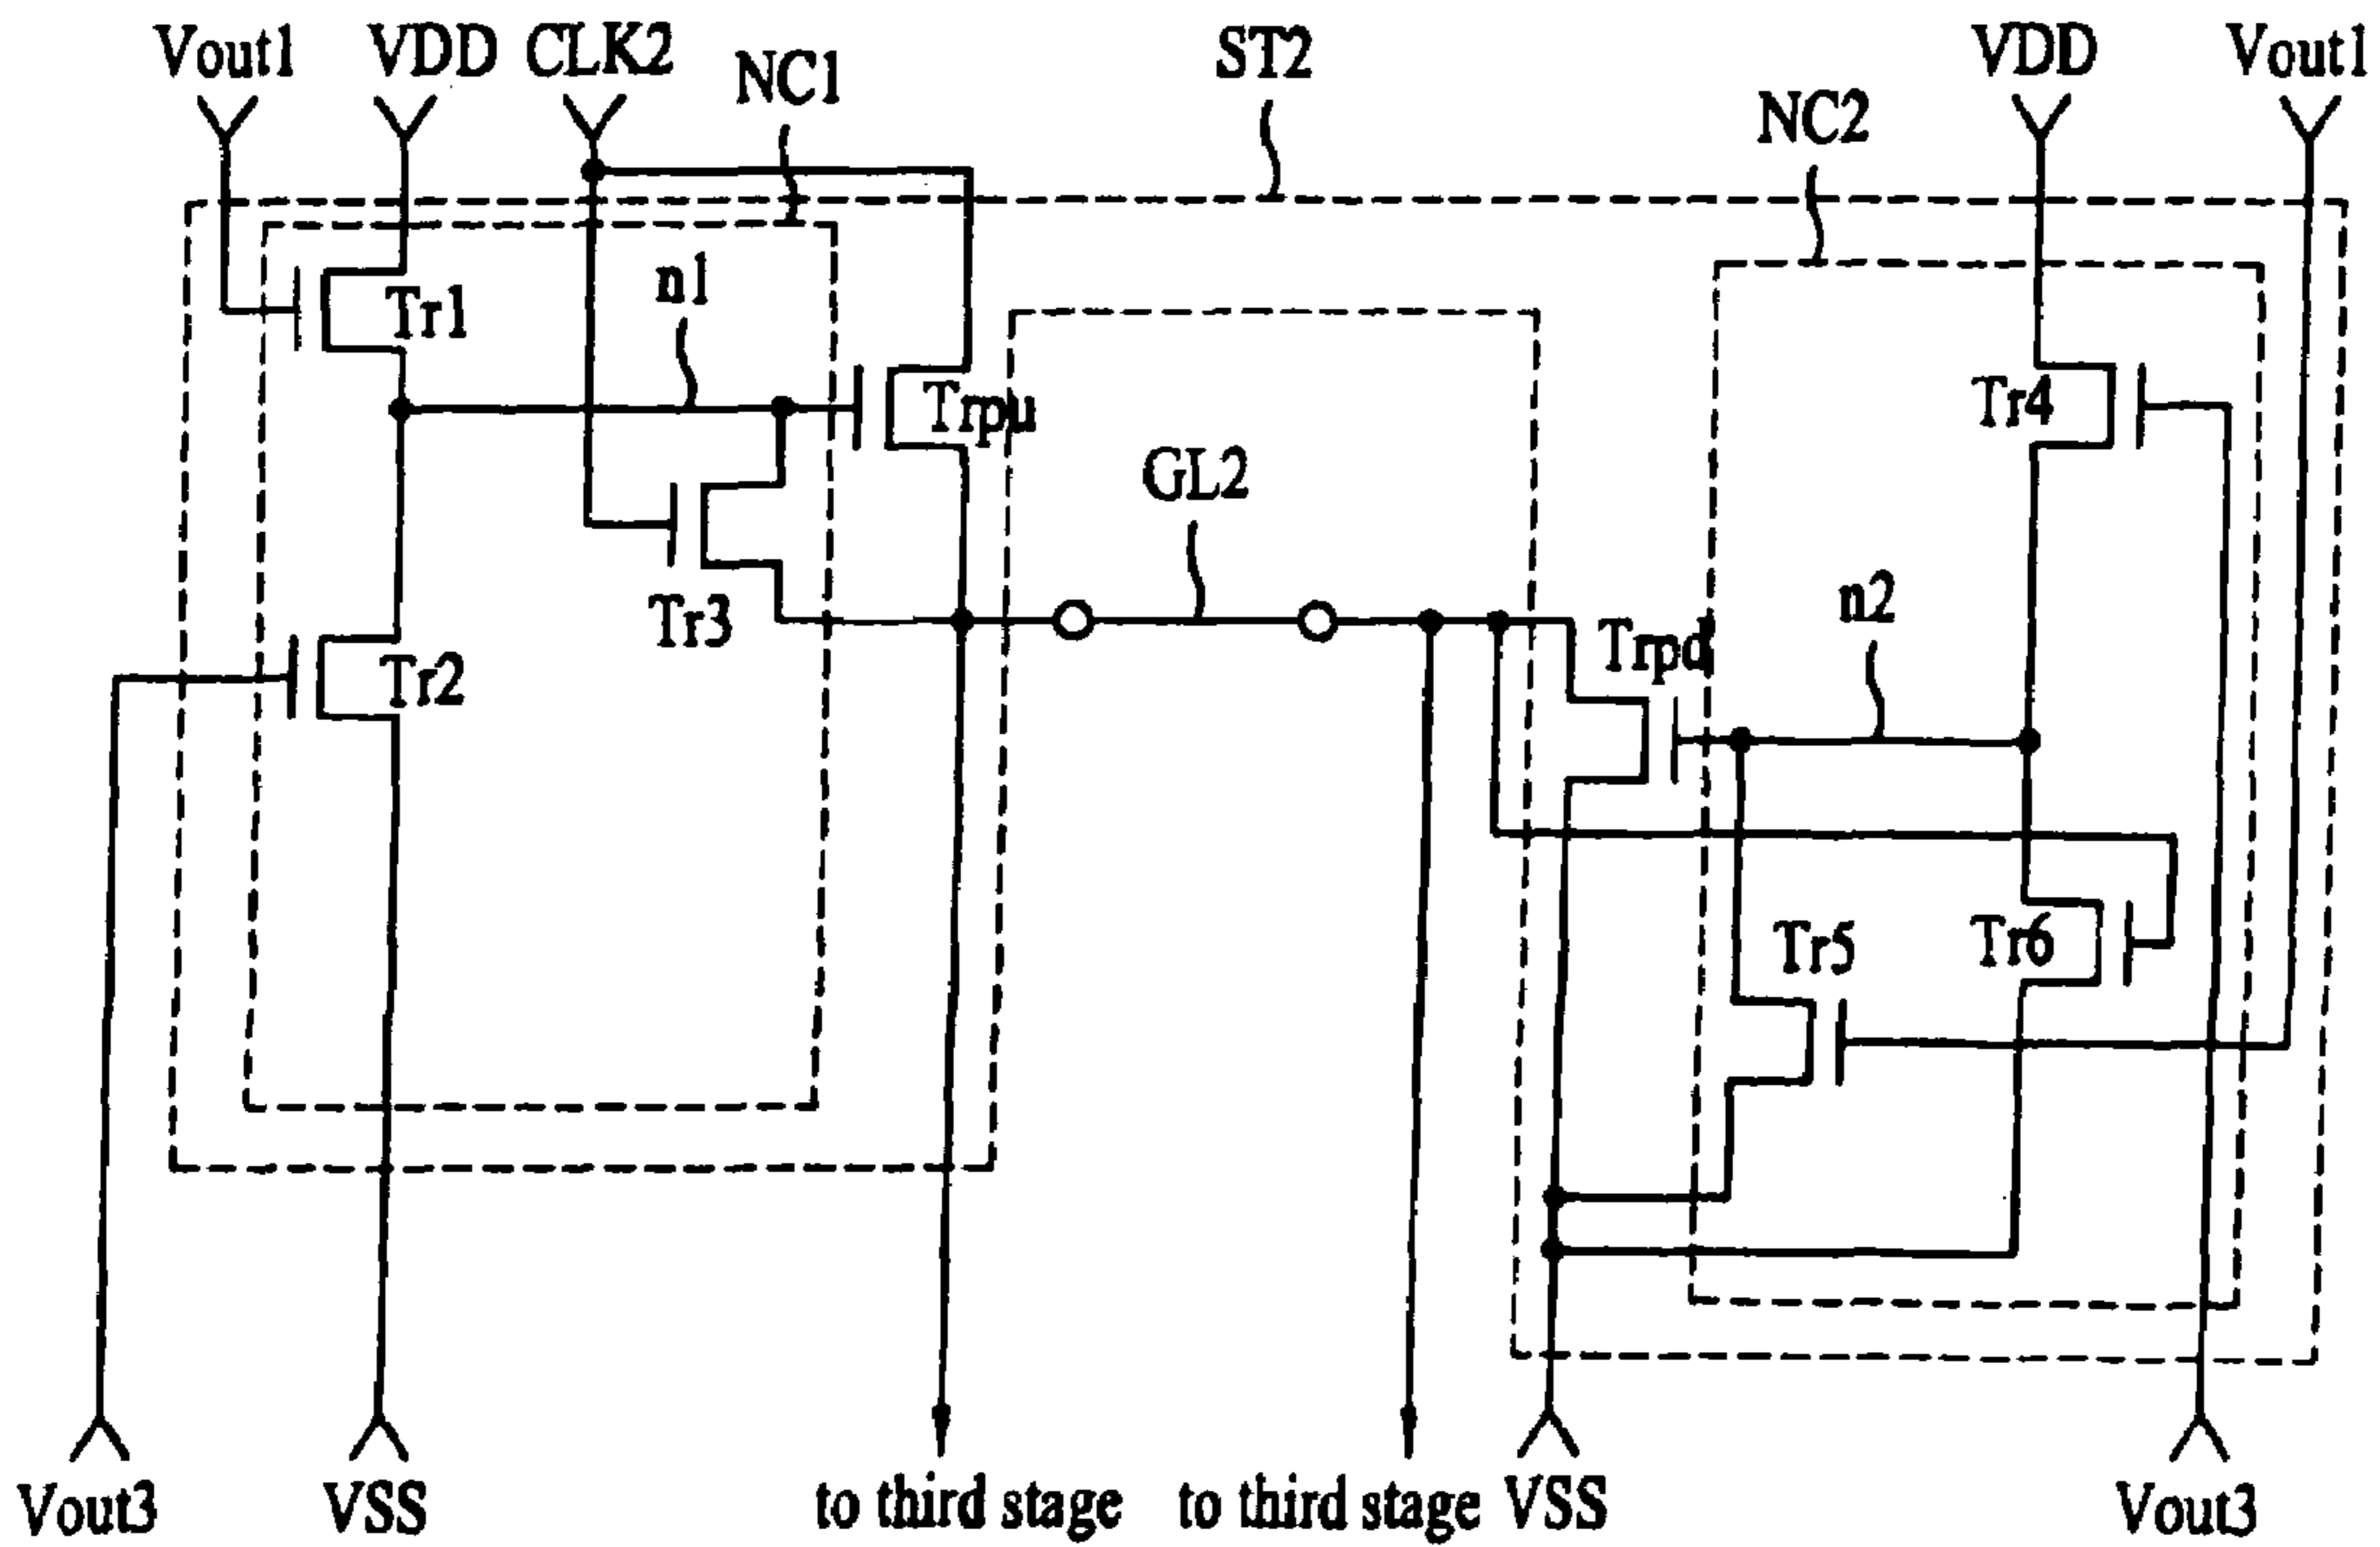 Vout1 VDD CLK2 NC1 ST2 NC2 VDD Vout1
n1
Tr1
Trpu
Tr4
GL2
n2
Tr3
Trpd
Tr2
Tr5
Tr6
Vout3 VSS to third stage to third stage VSS Vout3